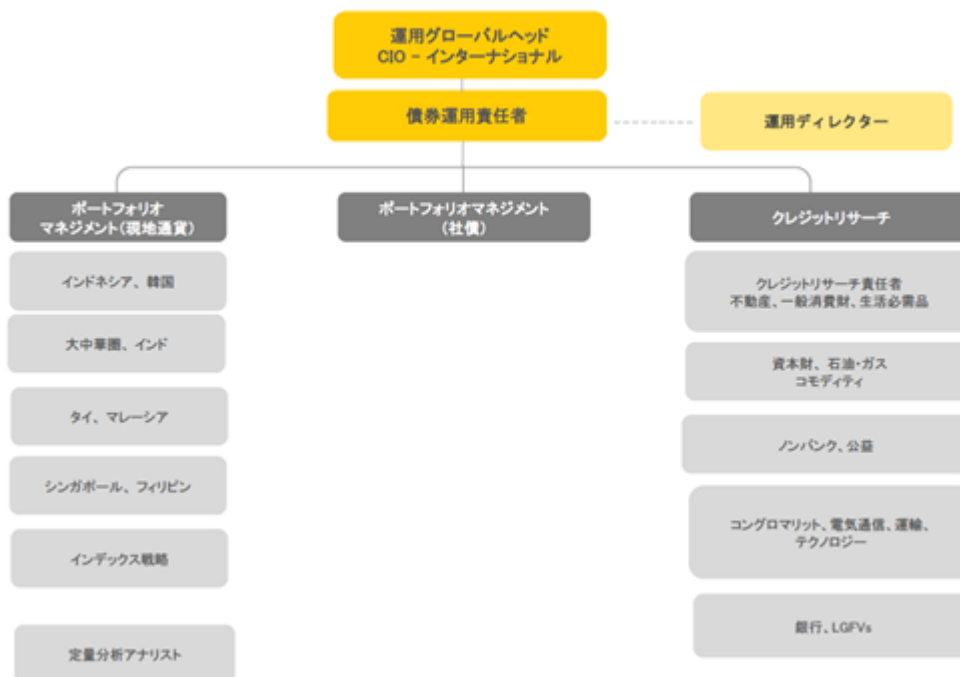 運用グローバルヘッド
CIO - インターナショナル
債券運用責任者
運用ディレクター
ポートフォリオ
マネジメント(現地通貨)
インドネシア、韓国
大中華圏、インド
タイ、マレーシア
シンガポール、フィリピン
インデックス戦略
定量分析アナリスト
ポートフォリオマネジメント
(社債)
クレジットリサーチ
クレジットリサーチ責任者
不動産、一般消費財、生活必需品
資本財、石油・ガス
コモディティ
ノンバンク、公益
コングロマリット、電気通信、運輸、
テクノロジー
銀行、LGFVs